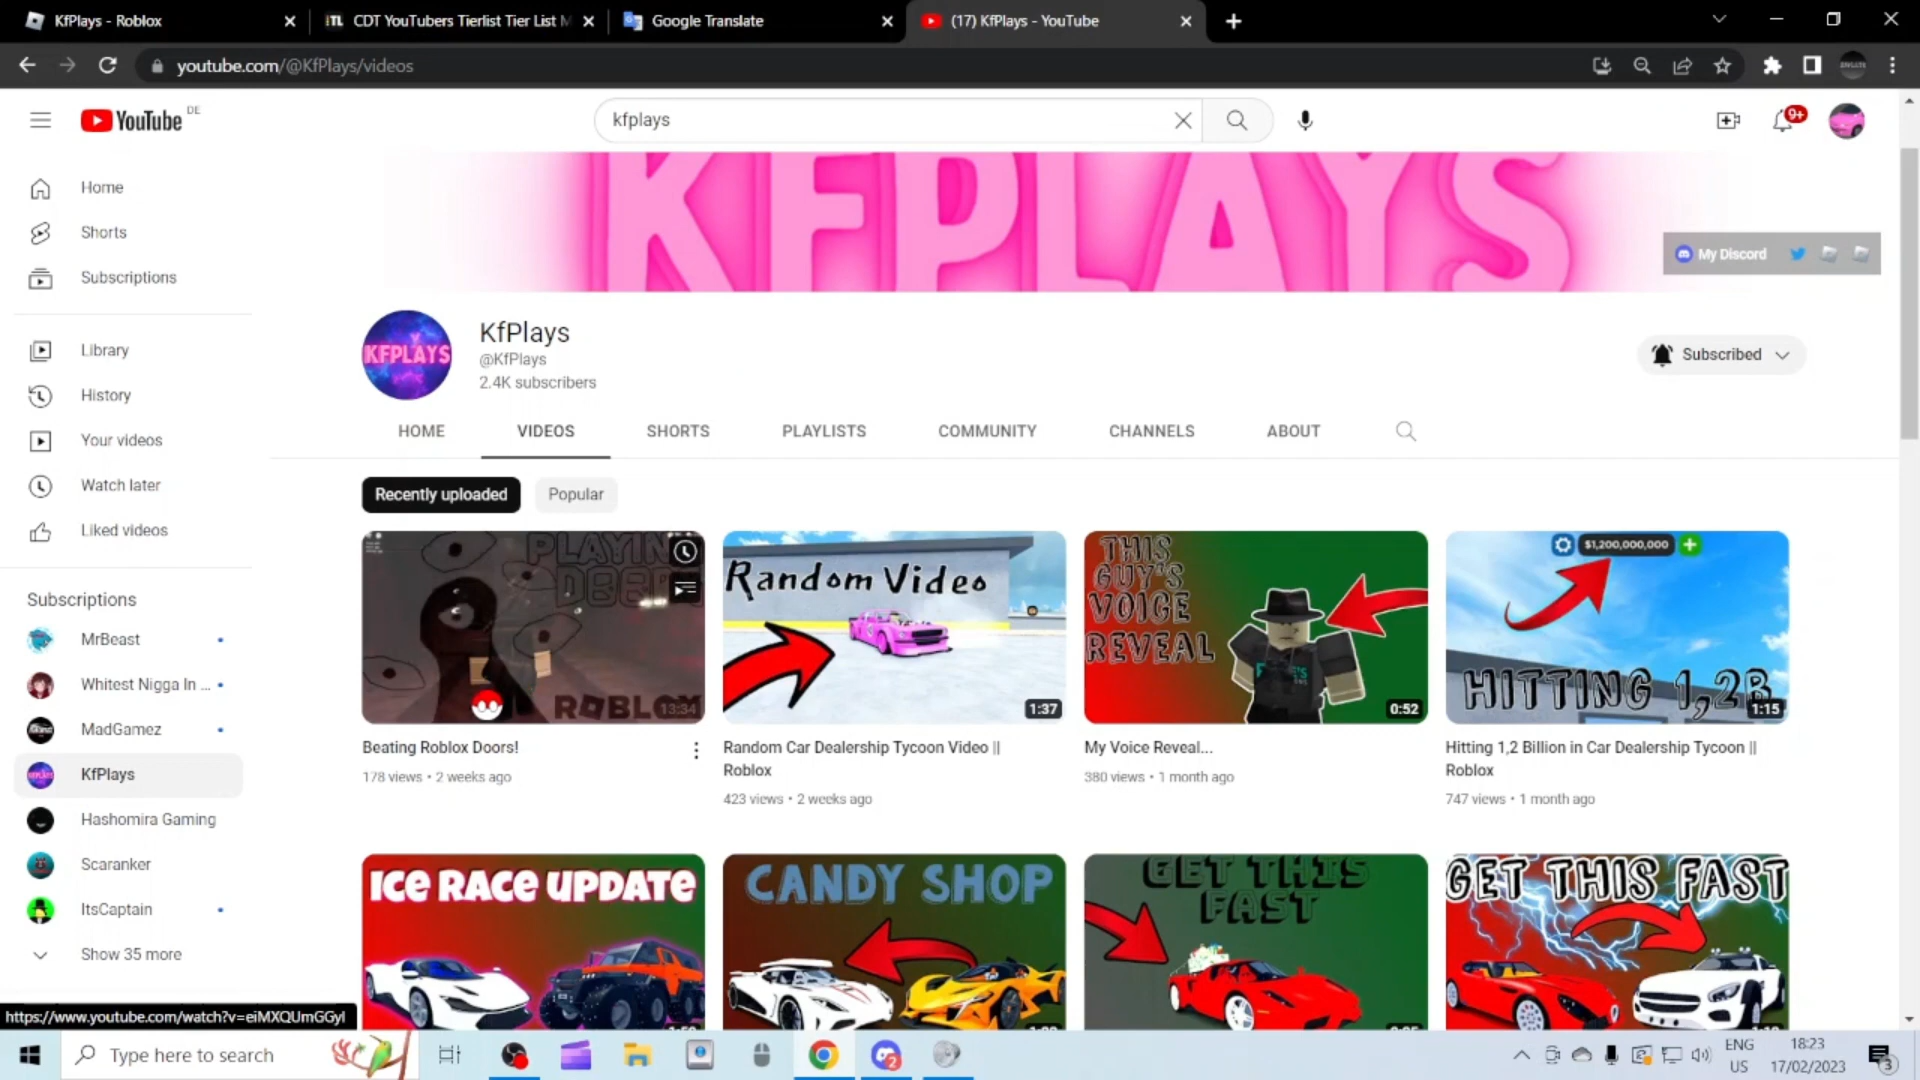 KfPlays - Roblox
CDT YouTubers Tierlist Tier List M
Google Translate
(17) KfPlays - YouTube
youtube.com/@KfPlays/videos
YouTube DE
kfplays
9+
Home
Shorts
Subscriptions
KFPLAYS
My Discord
KFPLAYS
KfPlays
@KfPlays
2.4K subscribers
Subscribed
Library
History
Your videos
Watch later
Liked videos
HOME
VIDEOS
SHORTS
PLAYLISTS
COMMUNITY
CHANNELS
ABOUT
Recently uploaded
Popular
Subscriptions
MrBeast
Whitest Nigga In ...
MadGamez
KfPlays
Hashomira Gaming
Scaranker
ItsCaptain
Show 35 more
PLAYIN
DOOR
ROBLOX
13:34
Beating Roblox Doors!
178 views • 2 weeks ago
Random Video
1:37
Random Car Dealership Tycoon Video ||
Roblox
423 views • 2 weeks ago
THIS
GUY'S
VOICE
REVEAL
0:52
My Voice Reveal...
380 views • 1 month ago
$1,200,000,000
HITTING 1,2B
1:15
Hitting 1,2 Billion in Car Dealership Tycoon ||
Roblox
747 views • 1 month ago
ICE RACE UPDATE
CANDY SHOP
GET THIS
FAST
GET THIS FAST
https://www.youtube.com/watch?v=eiMXQUmGGyI
Type here to search
2
ENG
US
18:23
17/02/2023
3